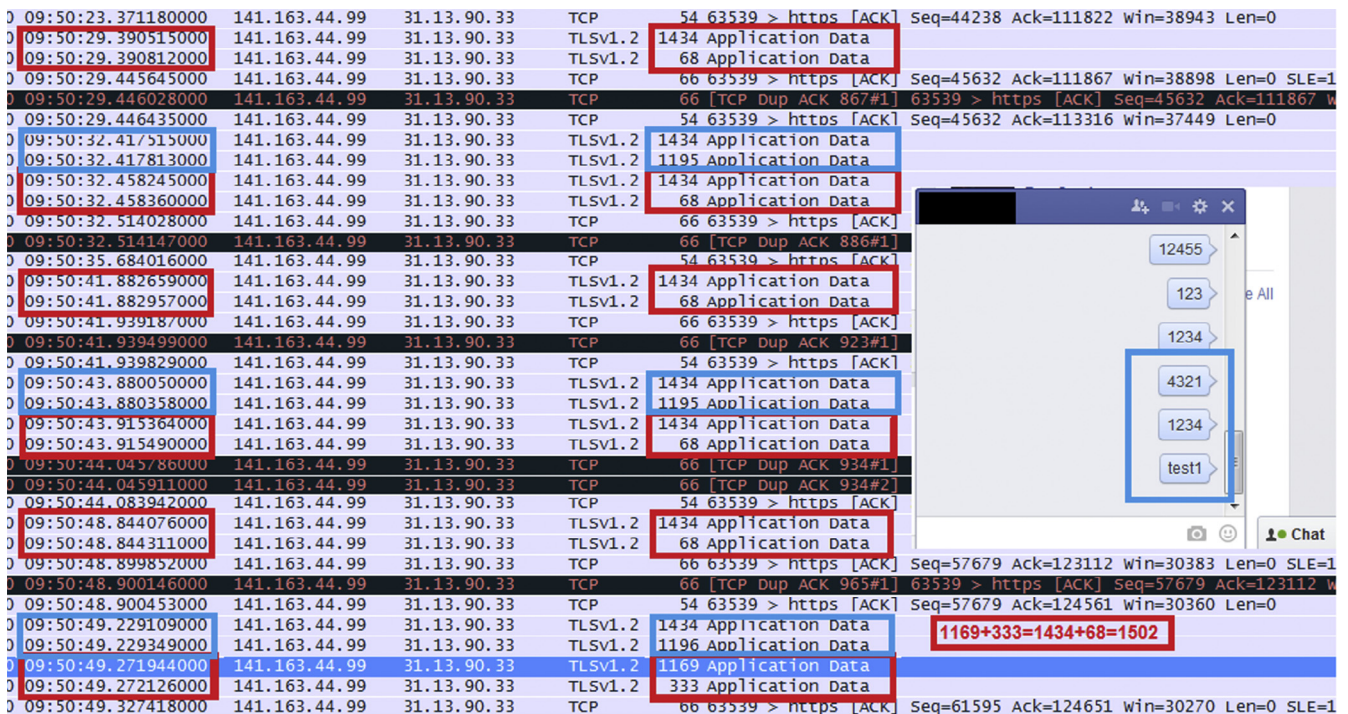 09:50:23.371180000 141.163.44.99 31.13.90.33 TCP 54 63539 > https [ACK] Seq=44238 Ack=111822 Win=38943 Len=0
09:50:29.390515000 141.163.44.99 31.13.90.33 TLSv1.2 1434 Application Data
09:50:29.390812000 141.163.44.99 31.13.90.33 TLSv1.2 68 Application Data
09:50:29.445645000 141.163.44.99 31.13.90.33 TCP 66 63539 > https [ACK] Seq=45632 Ack=111867 Win=38898 Len=0 SLE=1
09:50:29.446028000 141.163.44.99 31.13.90.33 TCP 66 [TCP Dup ACK 867#1] 63539 > https [ACK] Seq=45632 Ack=111867 W
09:50:29.446435000 141.163.44.99 31.13.90.33 TCP 54 63539 > https [ACK] Seq=45632 Ack=113316 Win=37449 Len=0
09:50:32.417515000 141.163.44.99 31.13.90.33 TLSv1.2 1434 Application Data
09:50:32.417813000 141.163.44.99 31.13.90.33 TLSv1.2 1195 Application Data
09:50:32.458245000 141.163.44.99 31.13.90.33 TLSv1.2 1434 Application Data
09:50:32.458360000 141.163.44.99 31.13.90.33 TLSv1.2 68 Application Data
09:50:32.514028000 141.163.44.99 31.13.90.33 TCP 66 63539 > https [ACK]
09:50:32.514147000 141.163.44.99 31.13.90.33 TCP 66 [TCP Dup ACK 886#1]
09:50:35.684016000 141.163.44.99 31.13.90.33 TCP 54 63539 > https [ACK]
09:50:41.882659000 141.163.44.99 31.13.90.33 TLSv1.2 1434 Application Data
09:50:41.882957000 141.163.44.99 31.13.90.33 TLSv1.2 68 Application Data
09:50:41.939187000 141.163.44.99 31.13.90.33 TCP 66 63539 > https [ACK]
09:50:41.939499000 141.163.44.99 31.13.90.33 TCP 66 [TCP Dup ACK 923#1]
09:50:41.939829000 141.163.44.99 31.13.90.33 TCP 54 63539 > https [ACK]
09:50:43.880050000 141.163.44.99 31.13.90.33 TLSv1.2 1434 Application Data
09:50:43.880358000 141.163.44.99 31.13.90.33 TLSv1.2 1195 Application Data
09:50:43.915364000 141.163.44.99 31.13.90.33 TLSv1.2 1434 Application Data
09:50:43.915490000 141.163.44.99 31.13.90.33 TLSv1.2 68 Application Data
09:50:44.045786000 141.163.44.99 31.13.90.33 TCP 66 [TCP Dup ACK 934#1]
09:50:44.045911000 141.163.44.99 31.13.90.33 TCP 66 [TCP Dup ACK 934#2]
09:50:44.083942000 141.163.44.99 31.13.90.33 TCP 54 63539 > https [ACK]
09:50:48.844076000 141.163.44.99 31.13.90.33 TLSv1.2 1434 Application Data
09:50:48.844311000 141.163.44.99 31.13.90.33 TLSv1.2 68 Application Data
09:50:48.899852000 141.163.44.99 31.13.90.33 TCP 66 63539 > https [ACK] Seq=57679 Ack=123112 Win=30383 Len=0 SLE=1
09:50:48.900146000 141.163.44.99 31.13.90.33 TCP 66 [TCP Dup ACK 965#1] 63539 > https [ACK] Seq=57679 Ack=123112 W
09:50:48.900453000 141.163.44.99 31.13.90.33 TCP 54 63539 > https [ACK] Seq=57679 Ack=124561 Win=30360 Len=0
09:50:49.229109000 141.163.44.99 31.13.90.33 TLSv1.2 1434 Application Data
09:50:49.229349000 141.163.44.99 31.13.90.33 TLSv1.2 1196 Application Data
09:50:49.271944000 141.163.44.99 31.13.90.33 TLSv1.2 1169 Application Data
09:50:49.272126000 141.163.44.99 31.13.90.33 TLSv1.2 333 Application Data
09:50:49.327418000 141.163.44.99 31.13.90.33 TCP 66 63539 > https [ACK] Seq=61595 Ack=124651 Win=30270 Len=0 SLE=1
12455
123
e All
1234
4321
1234
test1
Chat
1169+333=1434+68=1502